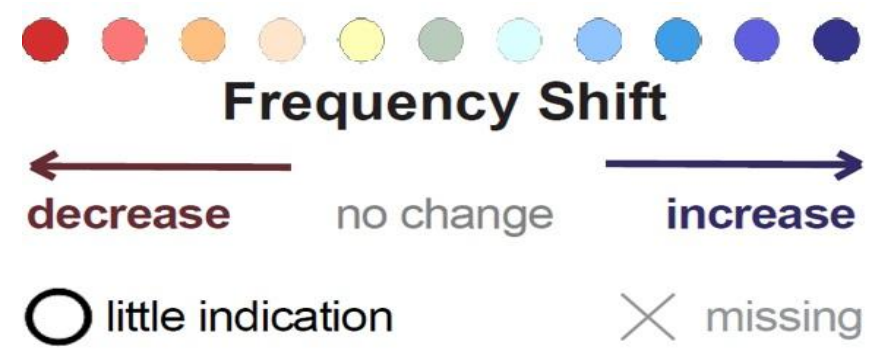 Frequency Shift
decrease no change increase
little indication missing